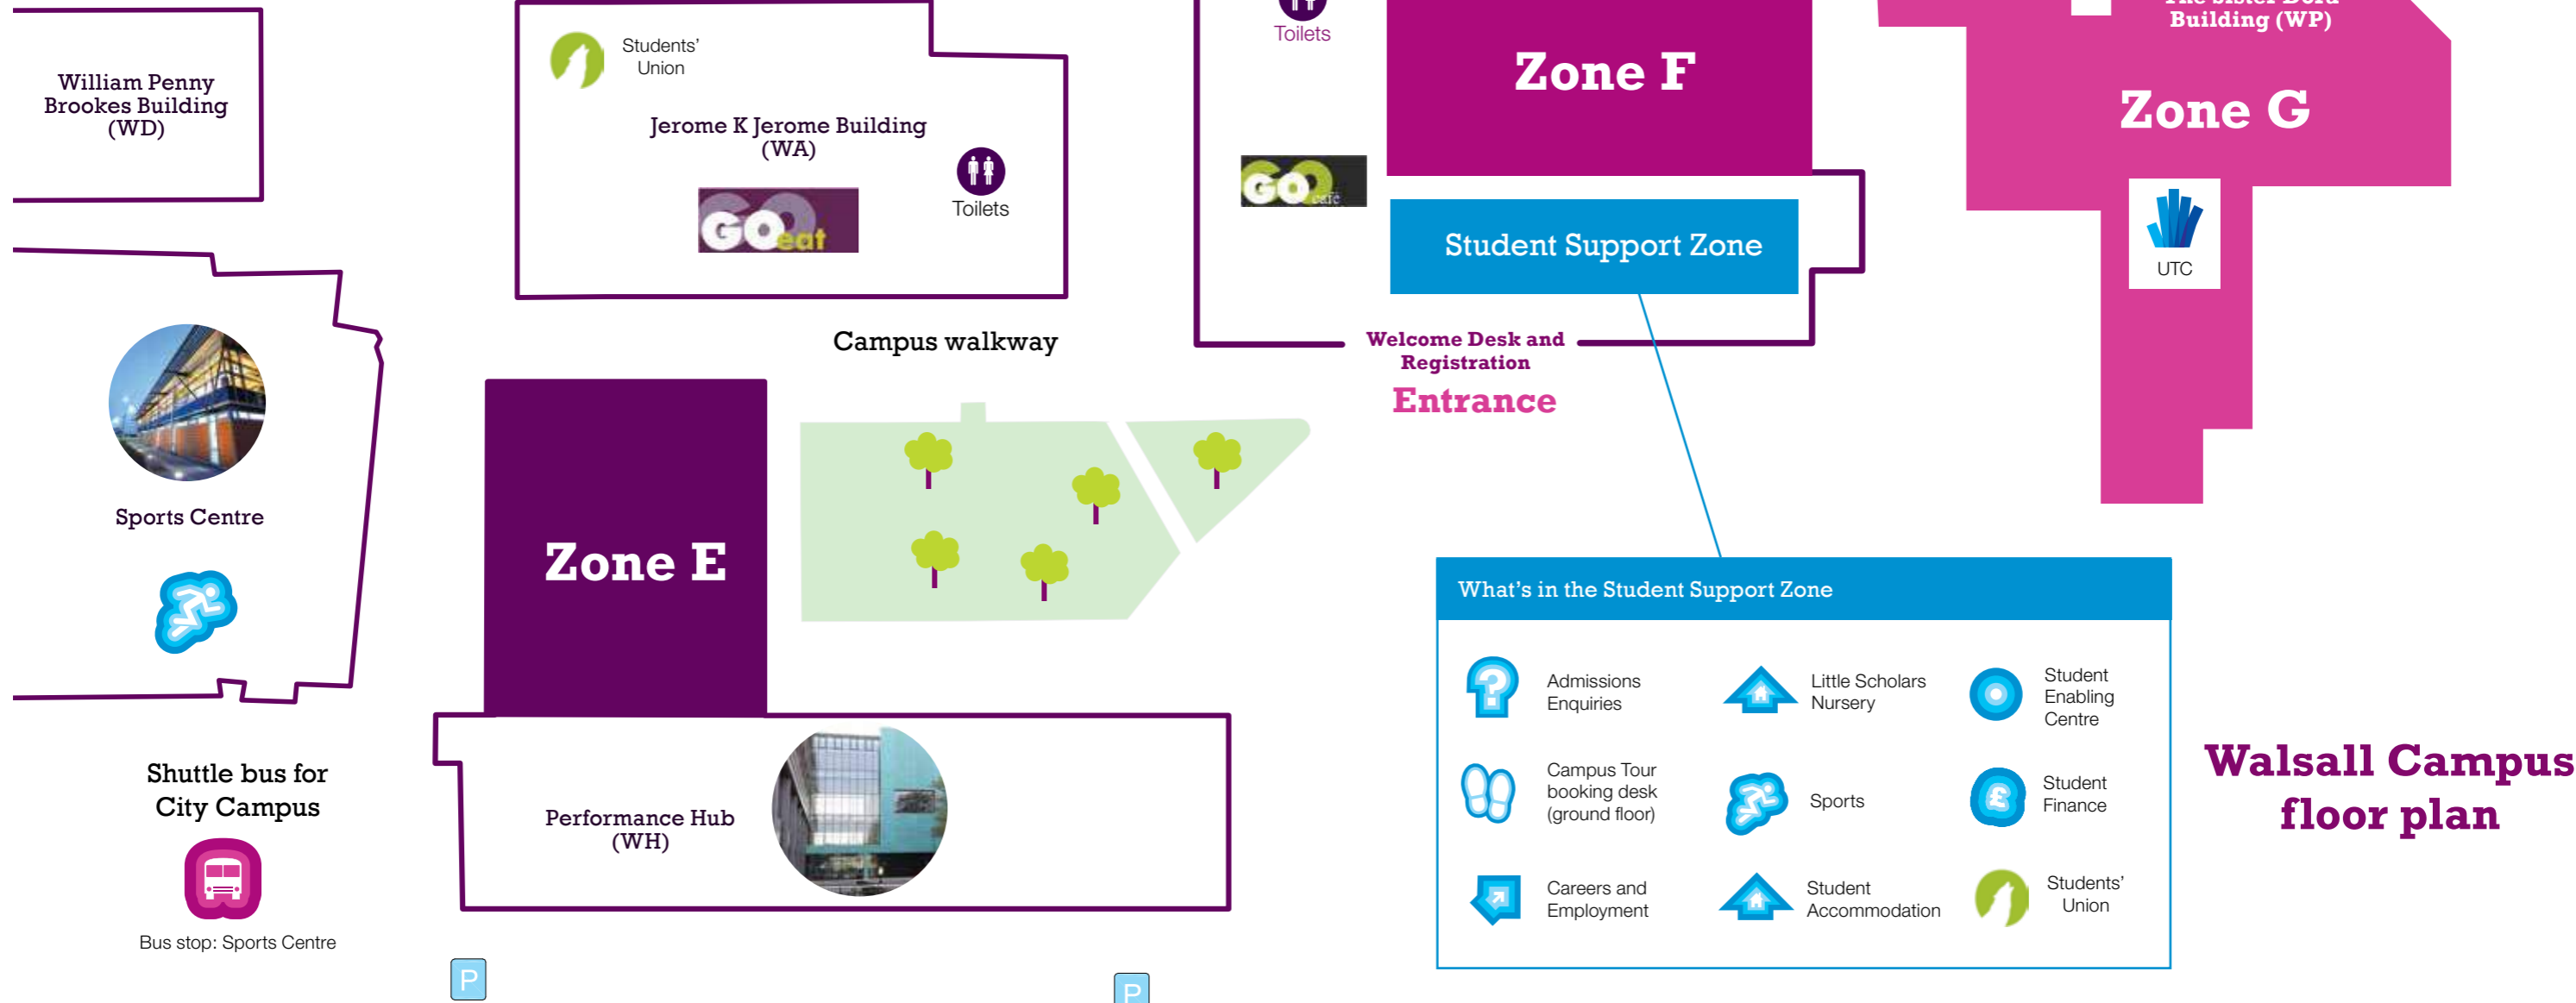 William Penny
Brookes Building
(WD)
Students'
Union
Jerome K Jerome Building
(WA)
GO eat
Toilets
Toilets
GO café
Zone F
Student Support Zone
Building (WP)
Zone G
UTC
Campus walkway
Welcome Desk and
Registration
Entrance
Sports Centre
Zone E
Shuttle bus for
City Campus
Bus stop: Sports Centre
Performance Hub
(WH)
P
P
What's in the Student Support Zone
Admissions
Enquiries
Little Scholars
Nursery
Student
Enabling
Centre
Campus Tour
booking desk
(ground floor)
Sports
£
Student
Finance
Careers and
Employment
Student
Accommodation
Students'
Union
Walsall Campus
floor plan